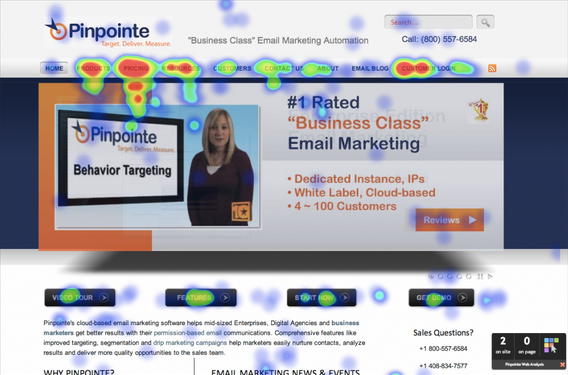 Pinpointe
Target. Deliver. Measure.
"Business Class" Email Marketing Automation
Search...
Call: (800) 557-6584
HOME PRODUCTS PRICING RESOURCES CUSTOMERS CONTACT US ABOUT EMAIL BLOG CUSTOMER LOGIN
Pinpointe
Target. Deliver. Measure.
Behavior Targeting
#1 Rated
"Business Class"
Email Marketing
• Dedicated Instance, IPs
• White Label, Cloud-based
• 4 ~ 100 Customers
Reviews
VIDEO TOUR FEATURES START NOW GET DEMO
Pinpointe's cloud-based email marketing software helps mid-sized Enterprises, Digital Agencies and business
marketers get better results with their permission-based email communications. Comprehensive features like
improved targeting, segmentation and drip marketing campaigns help marketers easily nurture contacts, analyze
results and deliver more quality opportunities to the sales team.
Sales Questions?
+1 800-557-6584
+1 408-834-7577
2 on site
0 on page
Pinpointe Web Analysis
WHY PINPOINTE? EMAIL MARKETING NEWS & EVENTS